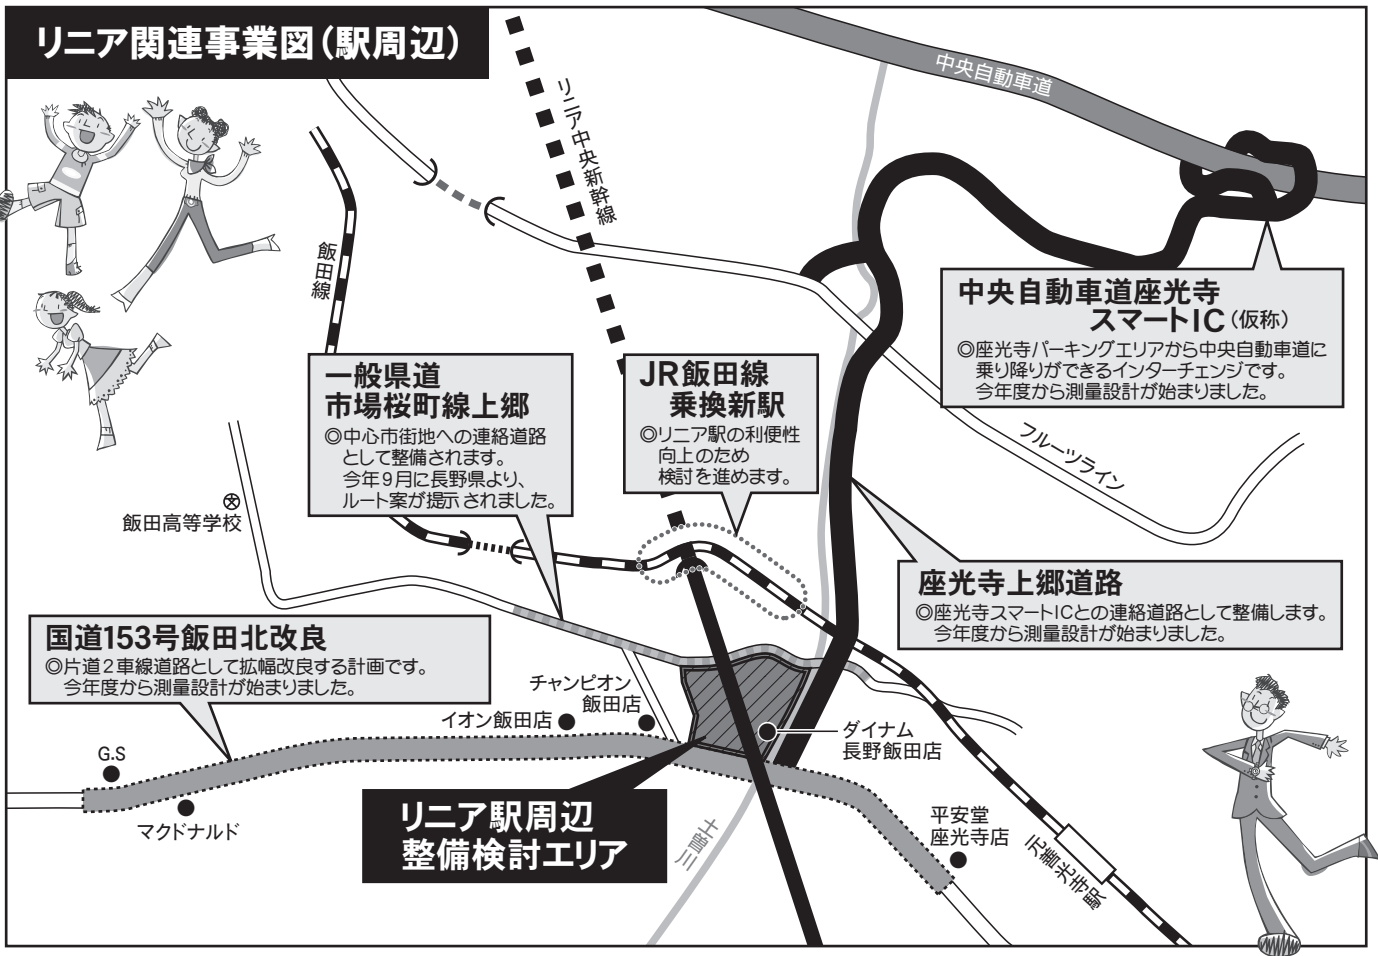 リニア関連事業図（駅周辺）
中央自動車道
リニア中央新幹線
飯田線
中央自動車道座光寺
スマートIC（仮称）
◎座光寺パーキングエリアから中央自動車道に
乗り降りができるインターチェンジです。
今年度から測量設計が始まりました。
一般県道
市場桜町線上郷
◎中心市街地への連絡道路
として整備されます。
今年９月に長野県より、
ルート案が提示されました。
JR飯田線
乗換新駅
◎リニア駅の利便性
向上のため
検討を進めます。
フルーツライン
飯田高等学校
座光寺上郷道路
◎座光寺スマートICとの連絡道路として整備します。
今年度から測量設計が始まりました。
国道153号飯田北改良
◎片道２車線道路として拡幅改良する計画です。
今年度から測量設計が始まりました。
チャンピオン
飯田店
イオン飯田店
ダイナム
長野飯田店
G.S
マクドナルド
リニア駅周辺
整備検討エリア
土曽川
平安堂
座光寺店
元善光寺駅